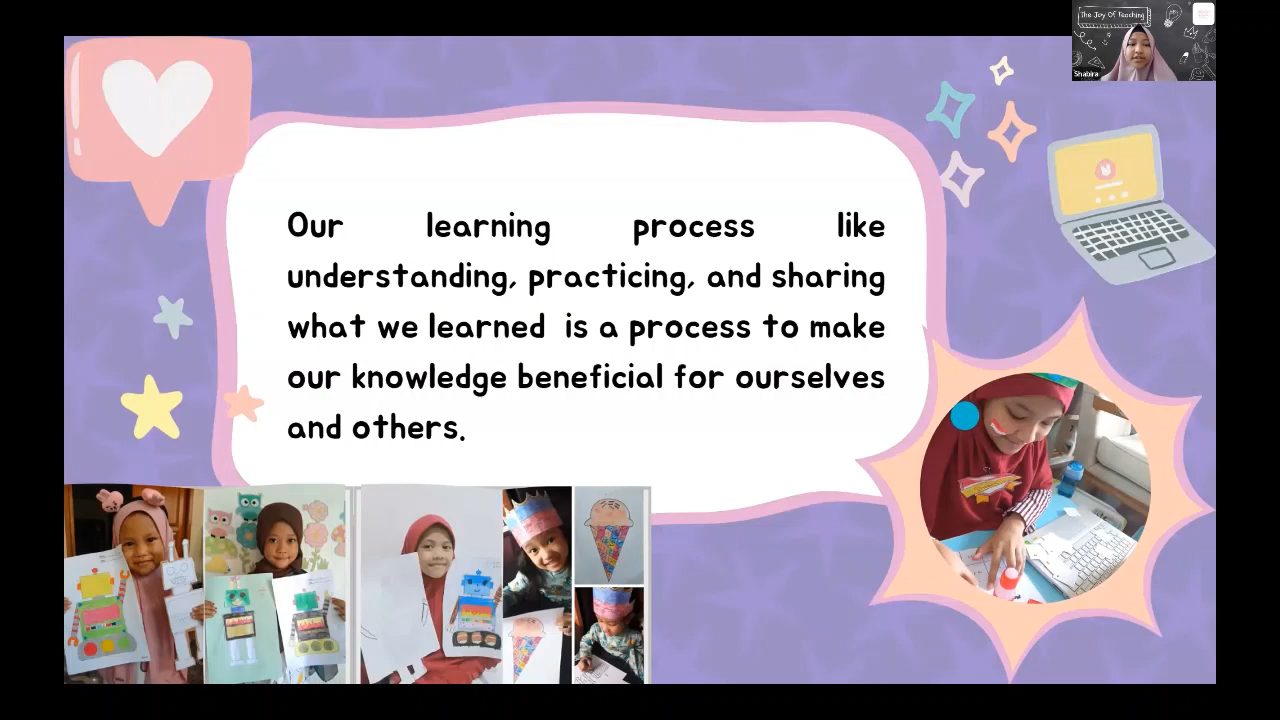 The Joy Of Teaching
Shabira
Our learning process like
understanding, practicing, and sharing
what we learned is a process to make
our knowledge beneficial for ourselves
and others.